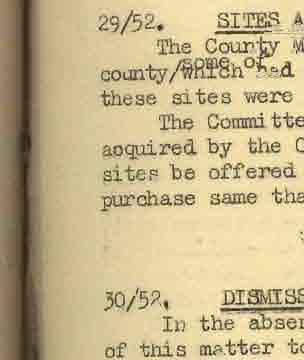 29/52. SITES A
The County M
some of
county/which had
these sites were
The Committe
acquired by the C
sites be offered
purchase same tha
30/52. DISMISS
In the absen
of this matter to